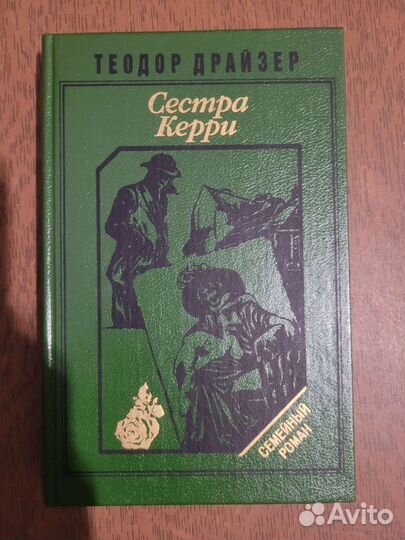 ТЕОДОР ДРАЙЗЕР
Сестра
Керри
СЕМЕЙНЫЙ
РОМАН
Avito